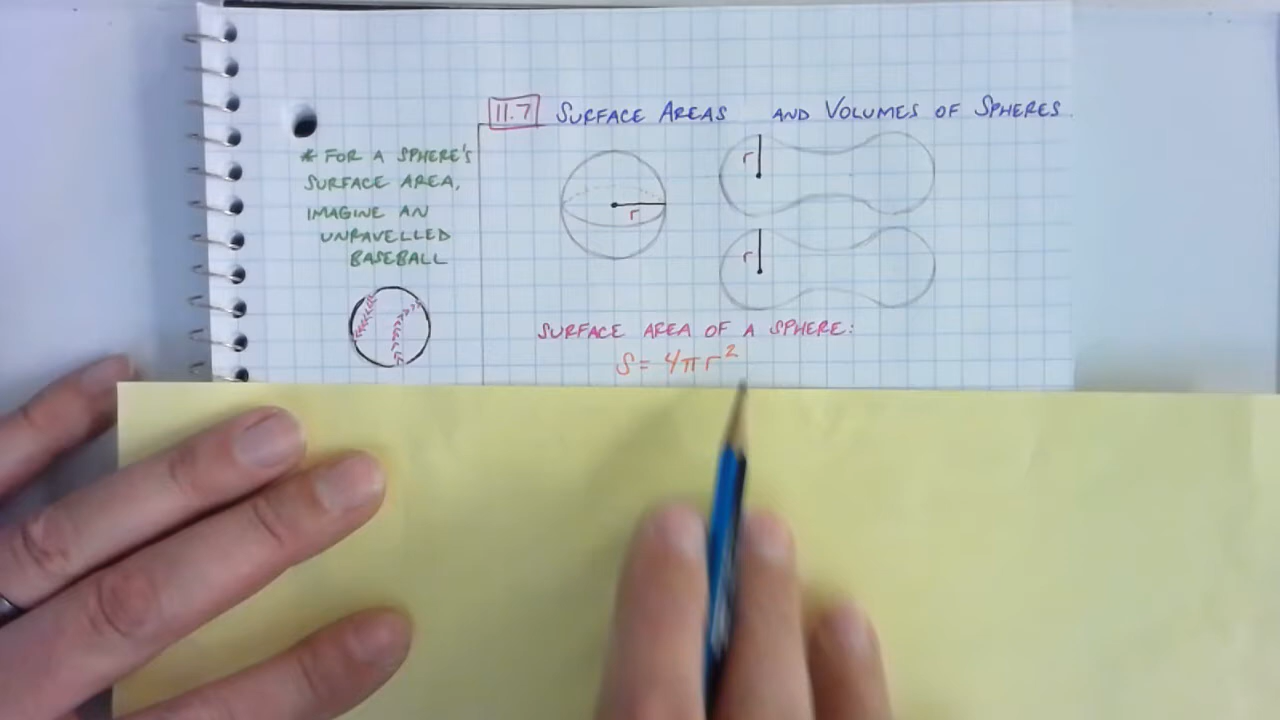 11.7 SURFACE AREAS AND VOLUMES OF SPHERES.
* FOR A SPHERE'S
SURFACE AREA,
IMAGINE AN
UNRAVELLED
BASEBALL
r
r
r
SURFACE AREA OF A SPHERE:
S = 4πr²